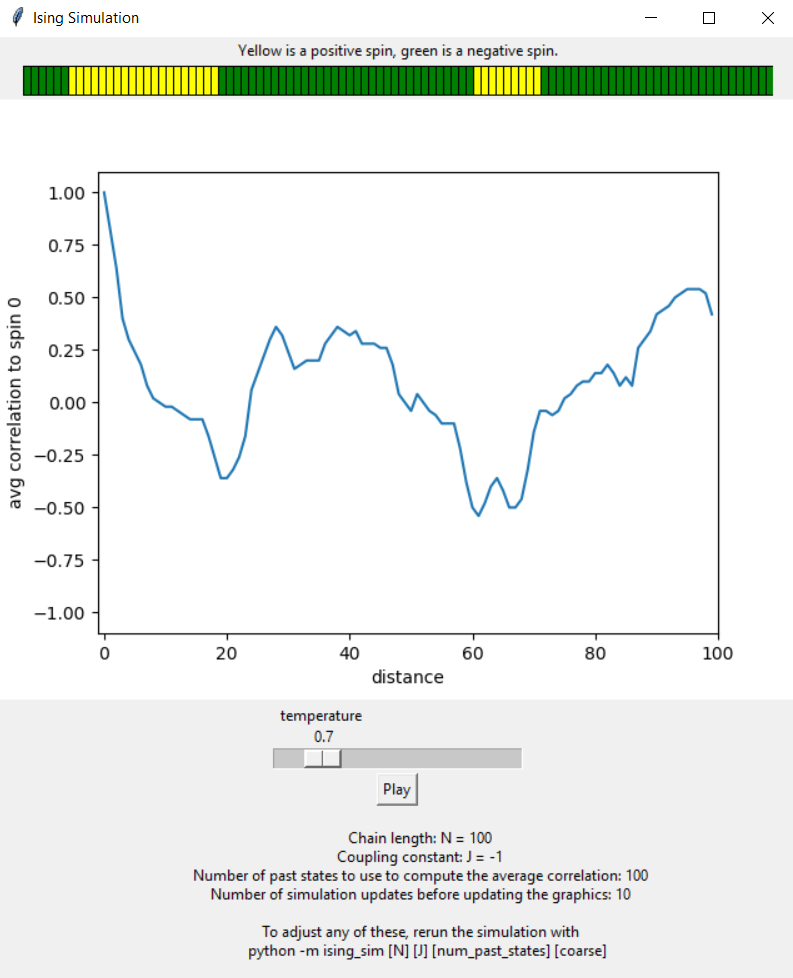 Ising Simulation
Yellow is a positive spin, green is a negative spin.
1.00
0.75
0.50
0.25
0.00
−0.25
−0.50
−0.75
−1.00
avg correlation to spin 0
0 20 40 60 80 100
distance
temperature
0.7
Play
Chain length: N = 100
Coupling constant: J = -1
Number of past states to use to compute the average correlation: 100
Number of simulation updates before updating the graphics: 10
To adjust any of these, rerun the simulation with
python -m ising_sim [N] [J] [num_past_states] [coarse]